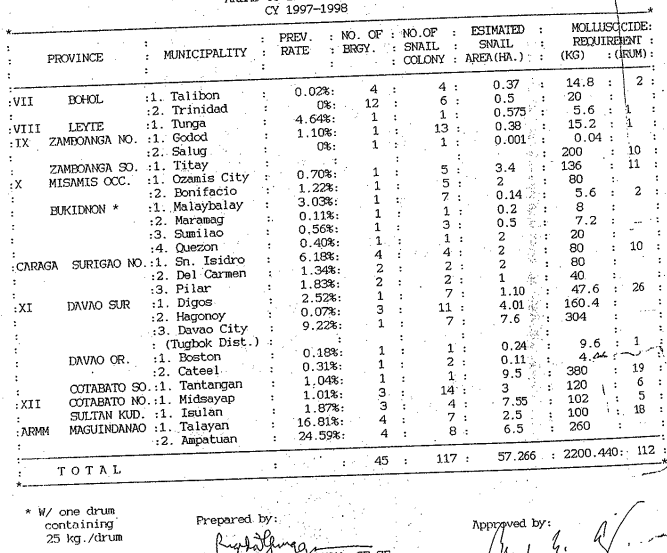 CY 1997-1998
PREV. : NO. OF : NO.OF : ESIMATED : MOLLUSCICIDE:
PROVINCE : MUNICIPALITY : RATE : BRGY. : SNAIL : SNAIL : REQUIREMENT :
COLONY : AREA(HA.) : (KG) : (DRUM) :
:VII BOHOL :1. Talibon : 0.02%: 4 : 4 : 0.37 : 14.8 : 2 :
:2. Trinidad : 0%: 12 : 6 : 0.5 : 20
:VIII LEYTE :1. Tunga : 4.64%: 1 : 1 : 0.575 : 5.6 : 1
:IX ZAMBOANGA NO. :1. Godod : 1.10%: 1 : 13 : 0.38 : 15.2 : 1
:2. Salug : 0%: 1 : 1 : 0.001 : 0.04 :
ZAMBOANGA SO. :1. Titay : 200 : 10
:X MISAMIS OCC. :1. Ozamis City : 0.70%: 1 : 5 : 3.4 : 136 : 11
:2. Bonifacio : 1.22%: 1 : 5 : 2 : 80
BUKIDNON * :1. Malaybalay : 3.03%: 1 : 7 : 0.14 : 5.6 : 2
:2. Maramag : 0.11%: 1 : 1 : 0.2 : 8
:3. Sumilao : 0.56%: 1 : 3 : 0.5 : 7.2
:4. Quezon : 0.40%: 1 : 1 : 2 : 20
:CARAGA SURIGAO NO.:1. Sn. Isidro : 6.18%: 4 : 4 : 2 : 80 : 10
:2. Del Carmen : 1.34%: 2 : 2 : 2 : 80
:3. Pilar : 1.83%: 2 : 2 : 1 : 40
:XI DAVAO SUR :1. Digos : 2.52%: 1 : 7 : 1.10 : 47.6 : 26
:2. Hagonoy : 0.07%: 3 : 11 : 4.01 : 160.4 :
:3. Davao City : 9.22%: 1 : 7 : 7.6 : 304
: (Tugbok Dist.) :
DAVAO OR. :1. Boston : 0.18%: 1 : 1 : 0.24 : 9.6 : 1
:2. Cateel : 0.31%: 1 : 2 : 0.11
COTABATO SO.:1. Tantangan : 1.04%: 1 : 1 : 9.5 : 380 : 19
:XII COTABATO NO.:1. Midsayap : 1.01%: 3 : 14 : 3 : 120 : 6
SULTAN KUD. :1. Isulan : 1.87%: 3 : 4 : 7.55 : 102 : 5
:ARMM MAGUINDANAO :1. Talayan : 16.81%: 4 : 7 : 2.5 : 100 : 18
:2. Ampatuan : 24.59%: 4 : 8 : 6.5 : 260
T O T A L : : 45 : 117 : 57.266 : 2200.440: 112 :
* W/ one drum
containing
25 kg./drum
Prepared by:
Approved by: